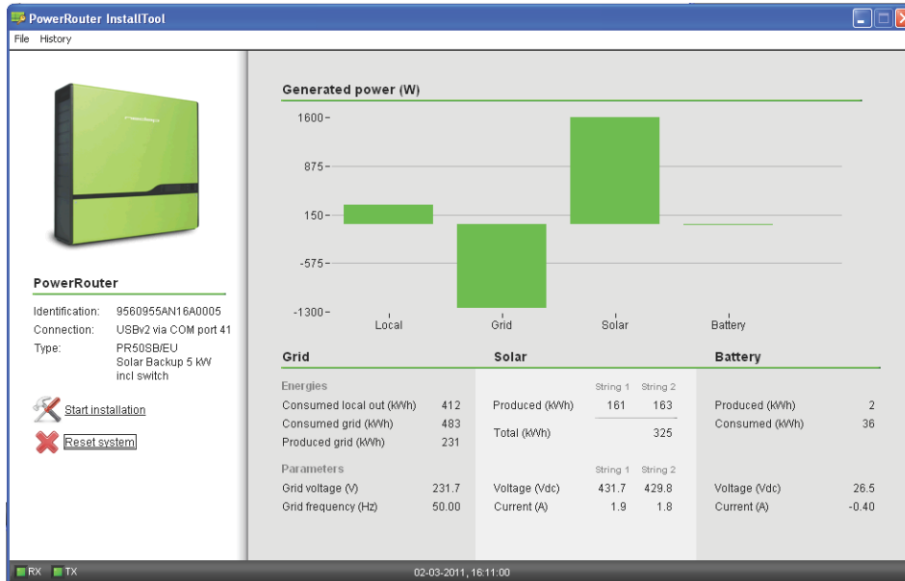 PowerRouter InstallTool
File History
Generated power (W)
1600
875
150
-575
-1300
Local Grid Solar Battery
PowerRouter
Identification: 9560955AN16A0005
Connection: USBv2 via COM port 41
Type: PR50SB/EU
Solar Backup 5 kW
incl switch
Start installation
Reset system
Grid Solar Battery
Energies String 1 String 2
Consumed local out (kWh) 412 Produced (kWh) 161 163 Produced (kWh) 2
Consumed grid (kWh) 483 Total (kWh) 325 Consumed (kWh) 36
Produced grid (kWh) 231
Parameters String 1 String 2
Grid voltage (V) 231.7 Voltage (Vdc) 431.7 429.8 Voltage (Vdc) 26.5
Grid frequency (Hz) 50.00 Current (A) 1.9 1.8 Current (A) -0.40
RX TX 02-03-2011, 16:11:00